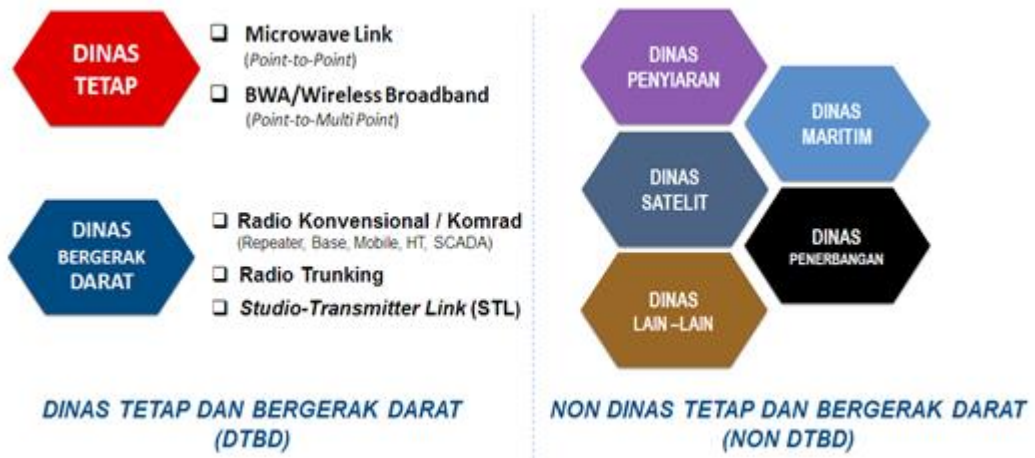 DINAS
TETAP
❑ Microwave Link
(Point-to-Point)
❑ BWA/Wireless Broadband
(Point-to-Multi Point)
DINAS
BERGERAK
DARAT
❑ Radio Konvensional / Komrad
(Repeater, Base, Mobile, HT, SCADA)
❑ Radio Trunking
❑ Studio-Transmitter Link (STL)
DINAS TETAP DAN BERGERAK DARAT
(DTBD)
DINAS
PENYIARAN
DINAS
MARITIM
DINAS
SATELIT
DINAS
PENERBANGAN
DINAS
LAIN –LAIN
NON DINAS TETAP DAN BERGERAK DARAT
(NON DTBD)